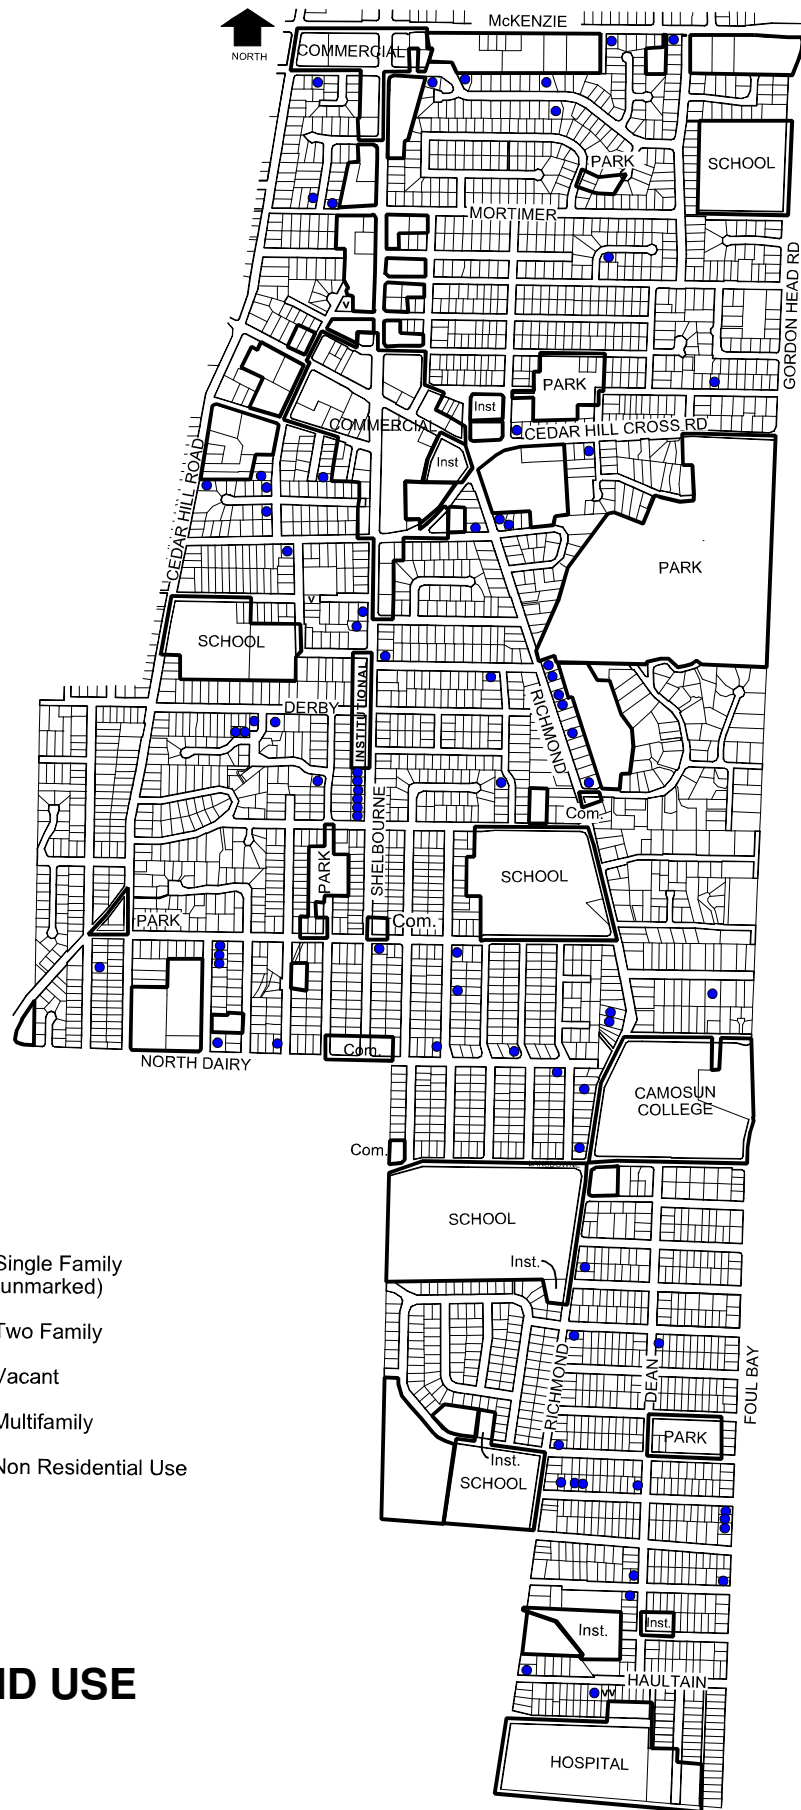 McKENZIE
NORTH
COMMERCIAL
PARK
SCHOOL
MORTIMER
GORDON HEAD RD
V
PARK
Inst
COMMERCIAL
CEDAR HILL CROSS RD
Inst
CEDAR HILL ROAD
PARK
V
SCHOOL
INSTITUTIONAL
RICHMOND
DERBY
SHELBOURNE
Com.
PARK
SCHOOL
PARK
Com.
Com.
NORTH DAIRY
CAMOSUN
COLLEGE
Com.
SCHOOL
Inst.
Single Family
unmarked)
Two Family
Vacant
Multifamily
Non Residential Use
RICHMOND
DEAN
FOUL BAY
PARK
Inst.
SCHOOL
Inst.
Inst.
HAULTAIN
VV
ND USE
HOSPITAL